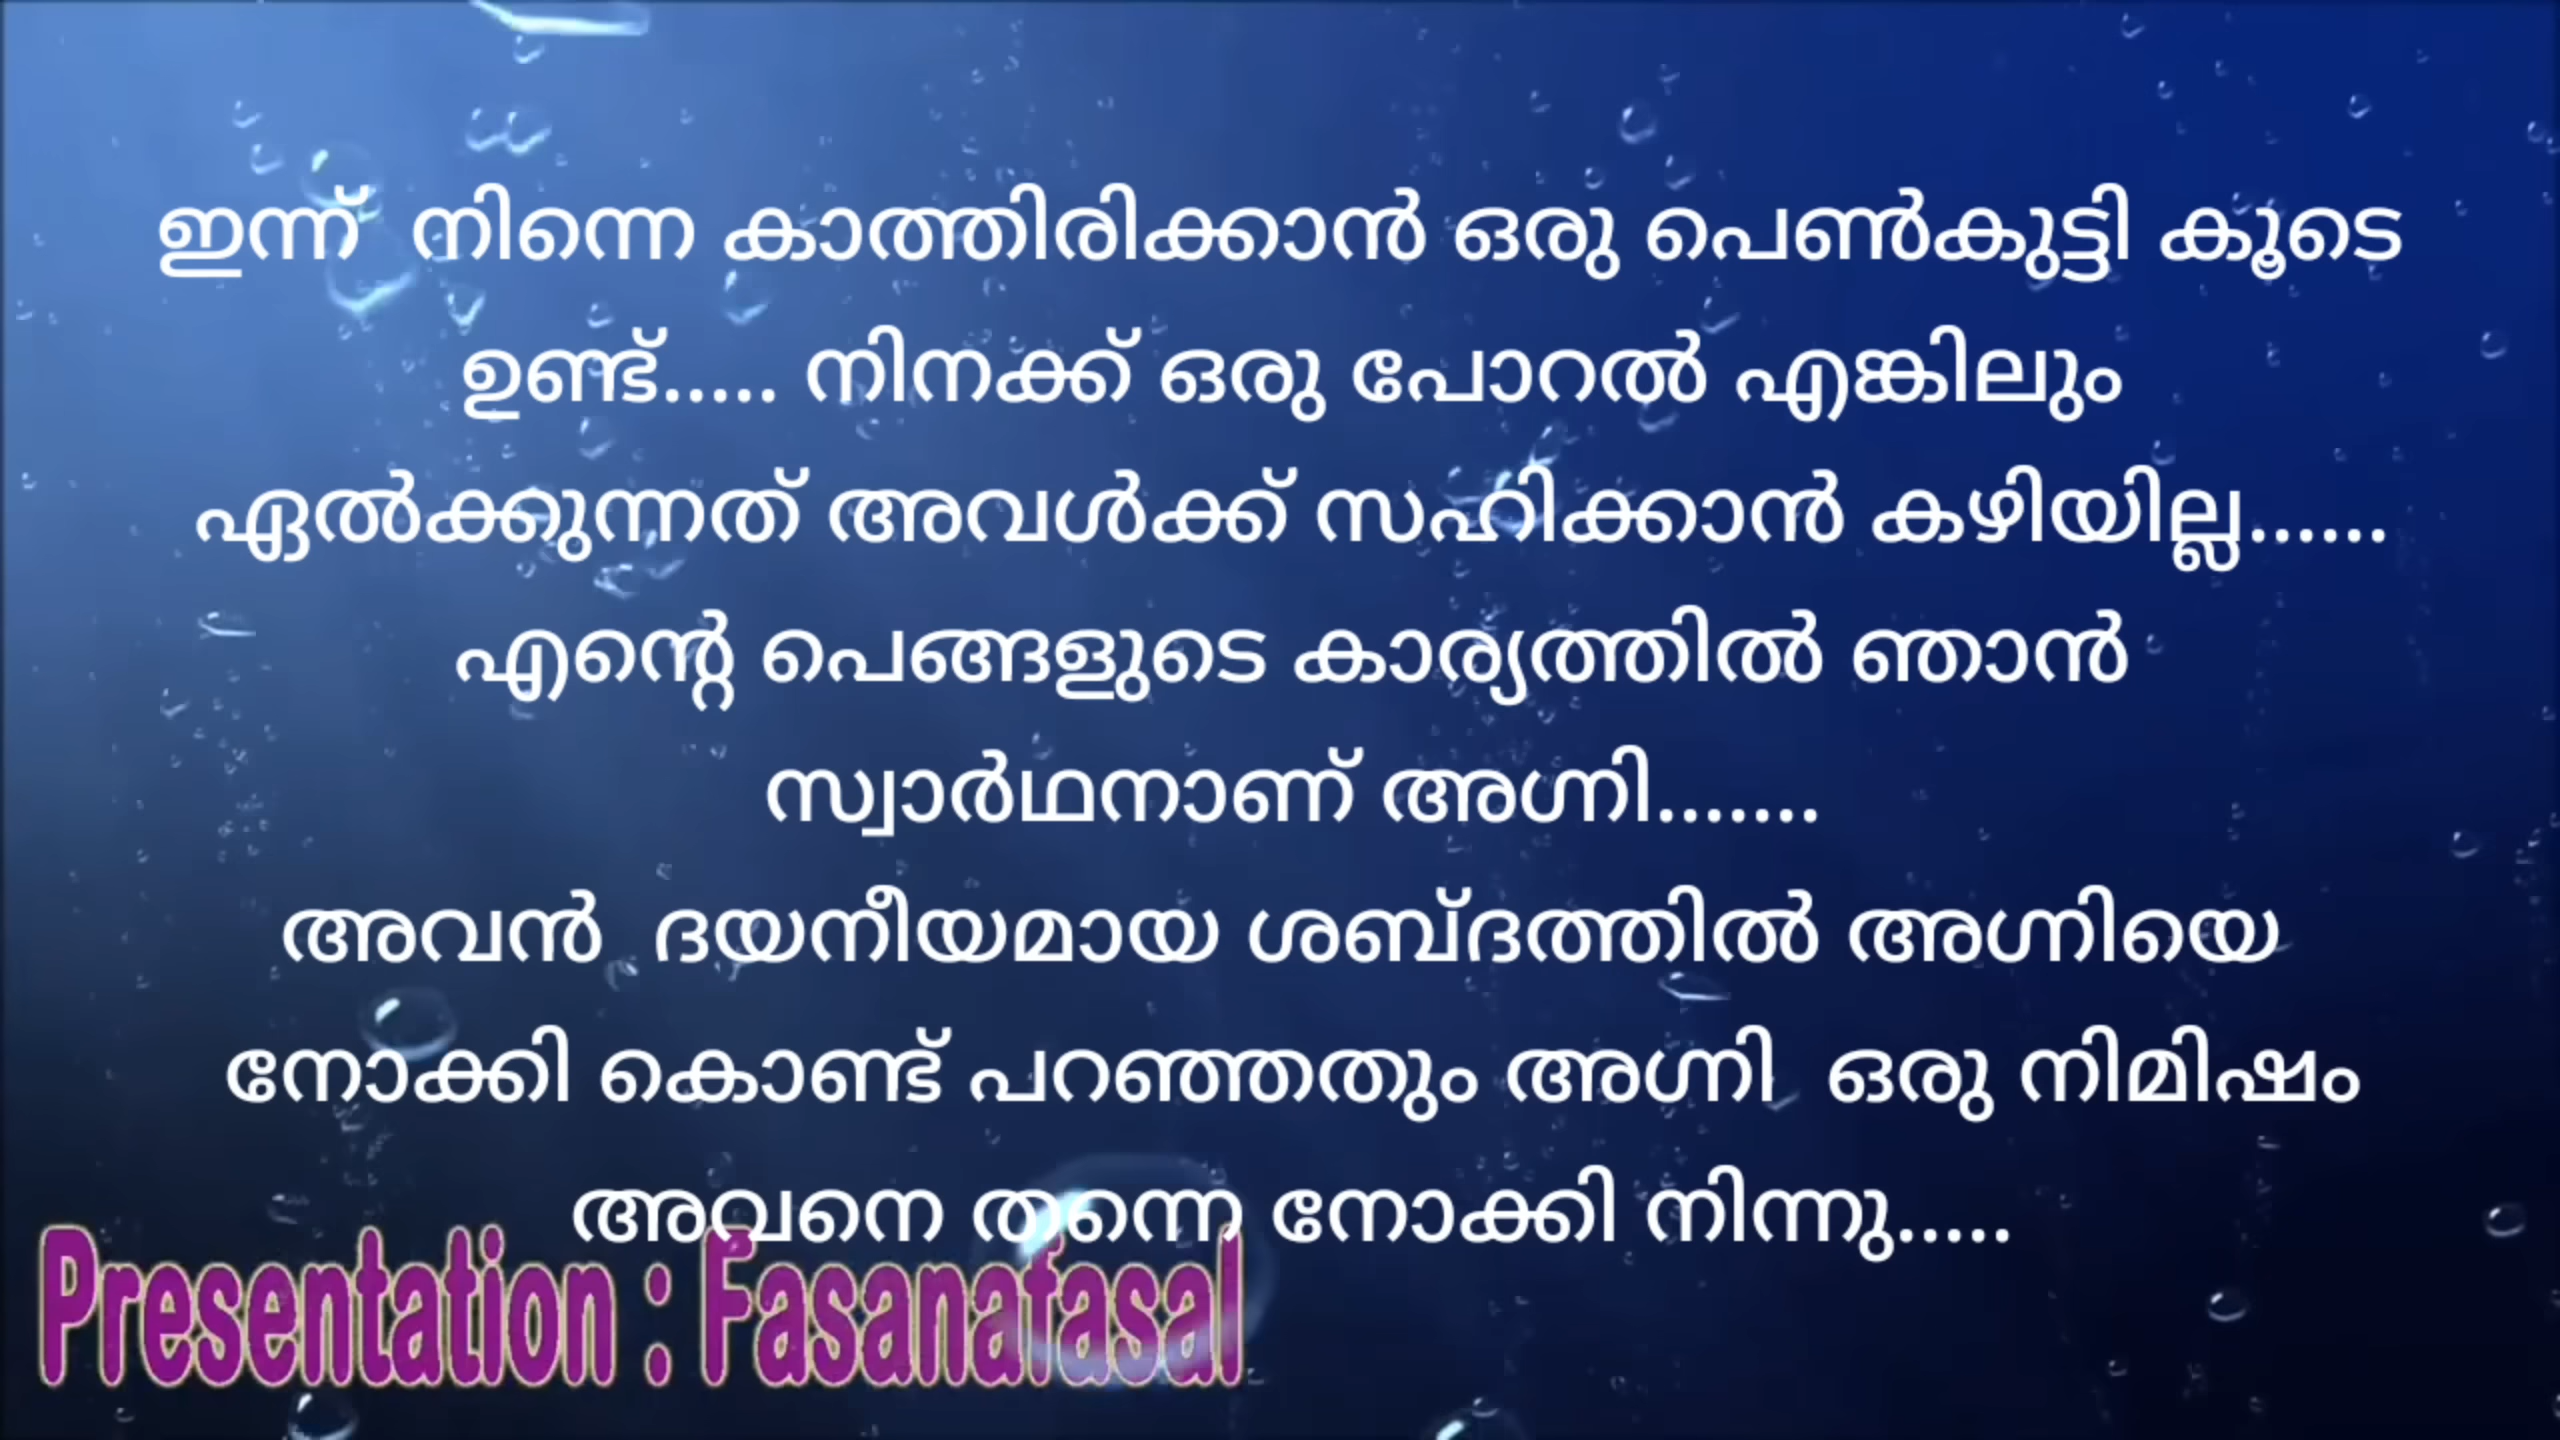 ഇന്ന്  നിന്നെ കാത്തിരിക്കാൻ ഒരു പെൺകുട്ടി കൂടെ
ഉണ്ട്..... നിനക്ക് ഒരു പോറൽ എങ്കിലും
ഏൽക്കുന്നത് അവൾക്ക് സഹിക്കാൻ കഴിയില്ല......
എന്റെ പെങ്ങളുടെ കാര്യത്തിൽ ഞാൻ
സ്വാർഥനാണ് അഗ്നി.......
അവൻ  ദയനീയമായ ശബ്ദത്തിൽ അഗ്നിയെ
നോക്കി കൊണ്ട് പറഞ്ഞതും അഗ്നി  ഒരു നിമിഷം
അവനെ തന്നെ നോക്കി നിന്നു.....
Presentation : Fasanafasal